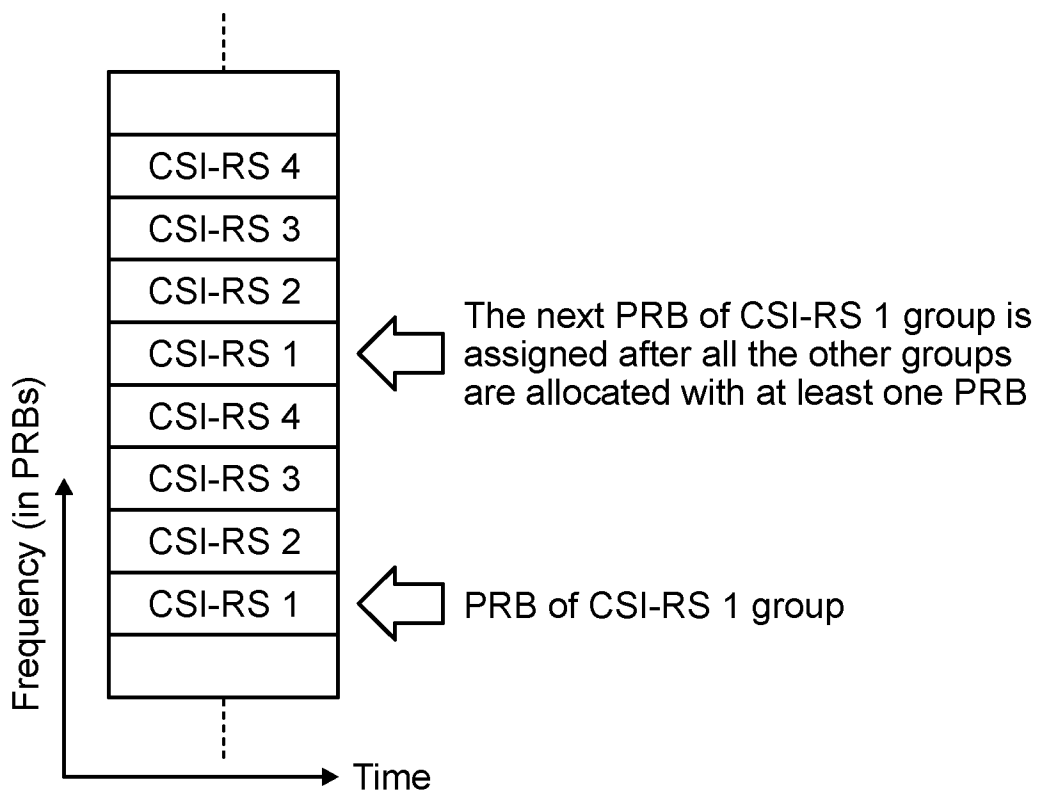 CSI-RS 4
CSI-RS 3
CSI-RS 2
CSI-RS 1
The next PRB of CSI-RS 1 group is
assigned after all the other groups
are allocated with at least one PRB
CSI-RS 4
CSI-RS 3
CSI-RS 2
CSI-RS 1
PRB of CSI-RS 1 group
Frequency (in PRBs)
Time